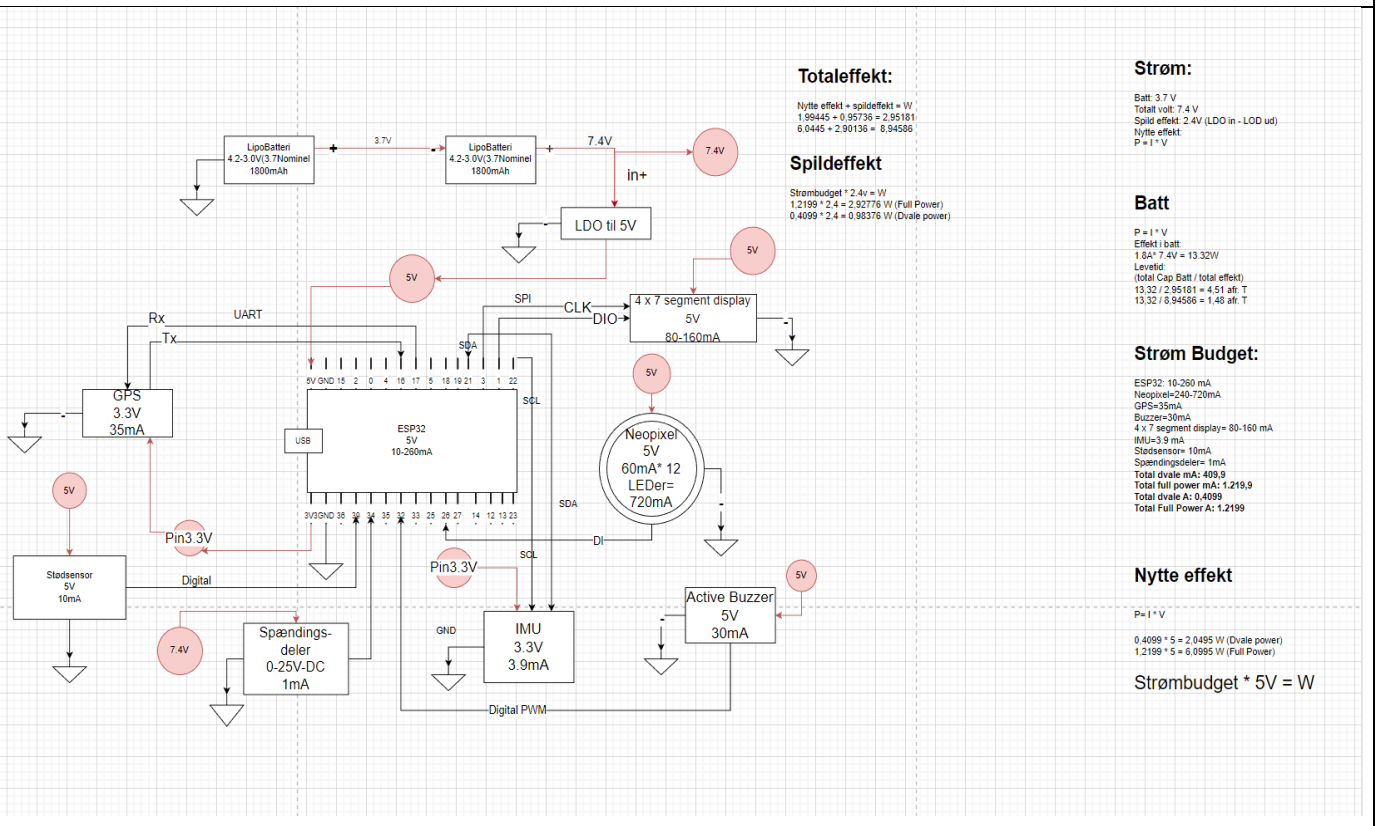 Totaleffekt:
Nytte effekt + spildeffekt = W
1,99445 + 0,95736 = 2,95181
6.0445 + 2,90136 = 8,94586
Spildeffekt
Strømbudget * 2.4v = W
1,2199 * 2,4 = 2,92776 W (Full Power)
0,4099 * 2,4 = 0,98376 W (Dvale power)
Strøm:
Batt: 3.7 V
Totalt volt: 7.4 V
Spild effekt: 2.4V (LDO in - LOD ud)
Nytte effekt:
P = I * V
Batt
P = I * V
Effekt i batt:
1.8A* 7.4V = 13.32W
Levetid:
(total Cap Batt / total effekt)
13,32 / 2,95181 = 4,51 afr. T
13,32 / 8,94586 = 1,48 afr. T
Strøm Budget:
ESP32: 10-260 mA
Neopixel=240-720mA
GPS=35mA
Buzzer=30mA
4 x 7 segment display= 80-160 mA
IMU=3.9 mA
Stødsensor= 10mA
Spændingsdeler= 1mA
Total dvale mA: 409,9
Total full power mA: 1.219,9
Total dvale A: 0,4099
Total Full Power A: 1.2199
Nytte effekt
P= I * V
0,4099 * 5 = 2,0495 W (Dvale power)
1,2199 * 5 = 6,0995 W (Full Power)
Strømbudget * 5V = W
LipoBatteri
4.2-3.0V(3.7Nominel
1800mAh
+
3.7V
-
LipoBatteri
4.2-3.0V(3.7Nominel
1800mAh
+
7.4V
7.4V
in+
-
LDO til 5V
5V
5V
SPI
CLK
DIO
4 x 7 segment display
5V
80-160mA
-
Rx
UART
Tx
SDA
5V GND 15 2 0 4 16 17 5 18 19 21 3 1 22
SCL
GPS
3.3V
35mA
-
USB
ESP32
5V
10-260mA
5V
Neopixel
5V
60mA* 12
LEDer=
720mA
-
SDA
3V3 GND 36 39 34 35 32 33 25 26 27 14 12 13 23
DI
SCL
5V
Pin3.3V
Pin3.3V
Stødsensor
5V
10mA
Digital
7.4V
Spændings-
deler
0-25V-DC
1mA
GND
IMU
3.3V
3.9mA
5V
Active Buzzer
5V
30mA
-
Digital PWM